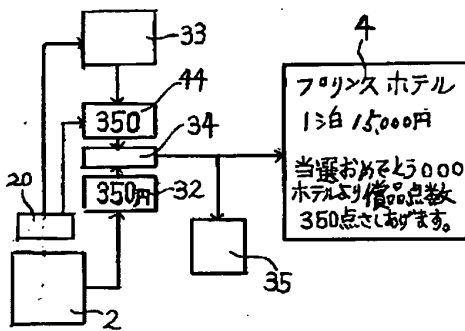 33
4
350
44
34
350円
32
20
2
35
プリンスホテル
1泊 15,000円
当選おめでとう○○○
ホテルより償品点数
350点さしあげます。